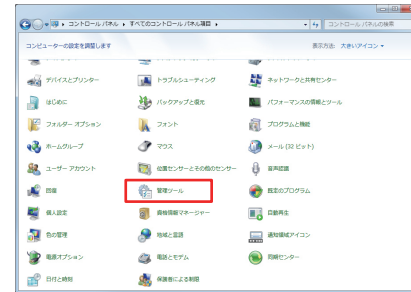 コントロール パネル ▸ すべてのコントロール パネル項目 ▸
コントロール パネルの検索
コンピューターの設定を調整します
表示方法: 大きいアイコン
デバイスとプリンター
トラブルシューティング
ネットワークと共有センター
はじめに
バックアップと復元
パフォーマンスの情報とツール
フォルダー オプション
フォント
プログラムと機能
ホームグループ
マウス
メール (32 ビット)
ユーザー アカウント
位置センサーとその他のセンサー
音声認識
回復
管理ツール
既定のプログラム
個人設定
資格情報マネージャー
自動再生
色の管理
地域と言語
通知領域アイコン
電源オプション
電話とモデム
同期センター
日付と時刻
保護者による制限